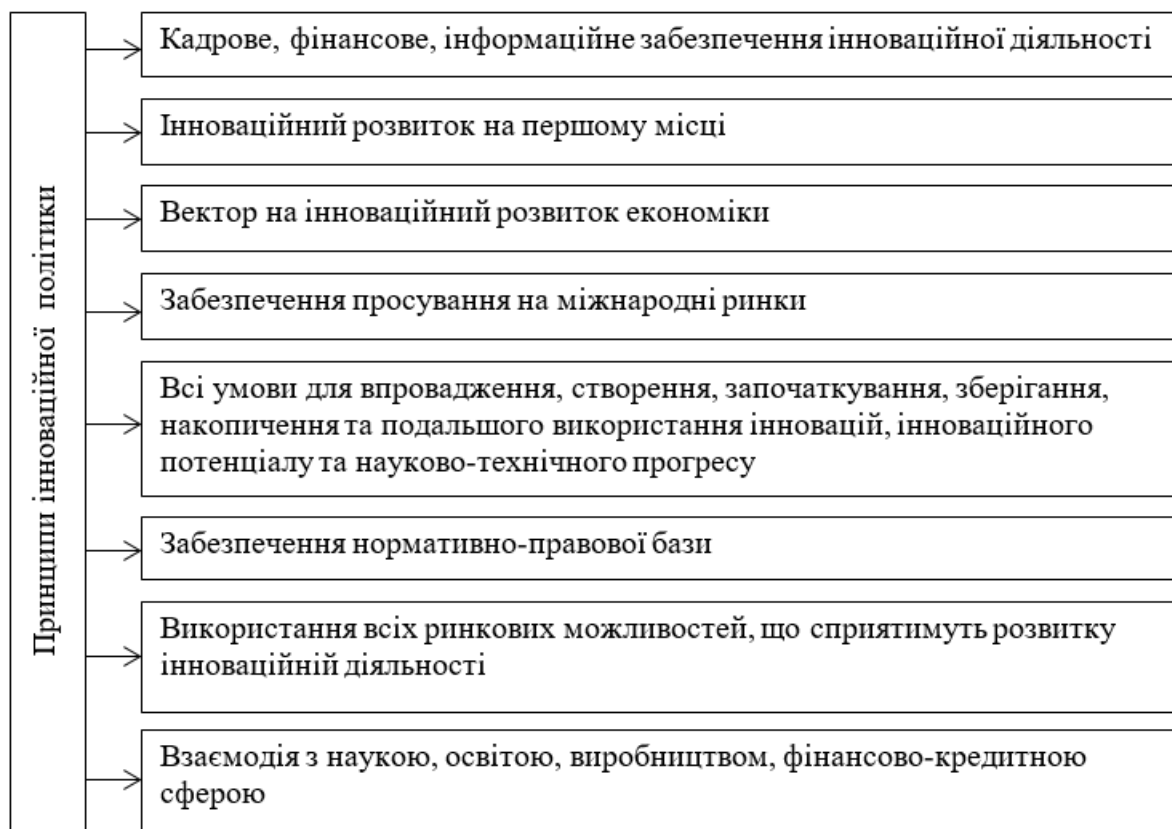 Принципи інноваційної політики
Кадрове, фінансове, інформаційне забезпечення інноваційної діяльності
Інноваційний розвиток на першому місці
Вектор на інноваційний розвиток економіки
Забезпечення просування на міжнародні ринки
Всі умови для впровадження, створення, започаткування, зберігання,
накопичення та подальшого використання інновацій, інноваційного
потенціалу та науково-технічного прогресу
Забезпечення нормативно-правової бази
Використання всіх ринкових можливостей, що сприятимуть розвитку
інноваційній діяльності
Взаємодія з наукою, освітою, виробництвом, фінансово-кредитною
сферою